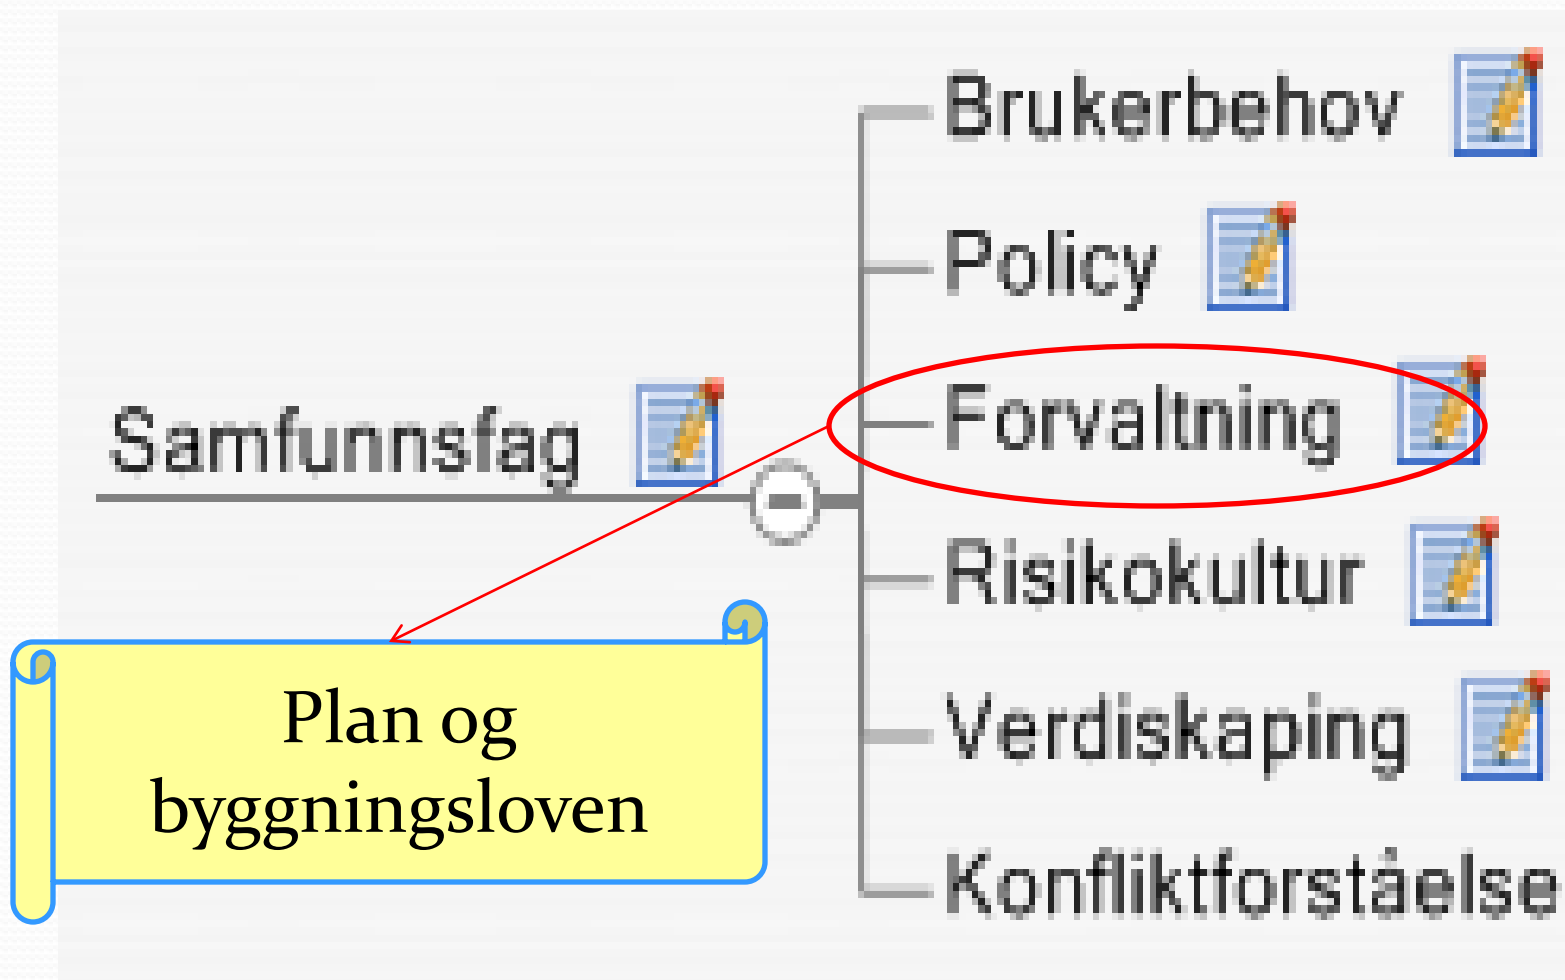 Samfunnsfag
Brukerbehov
Policy
Forvaltning
Risikokultur
Verdiskaping
Konfliktforståelse
Plan og
byggningsloven